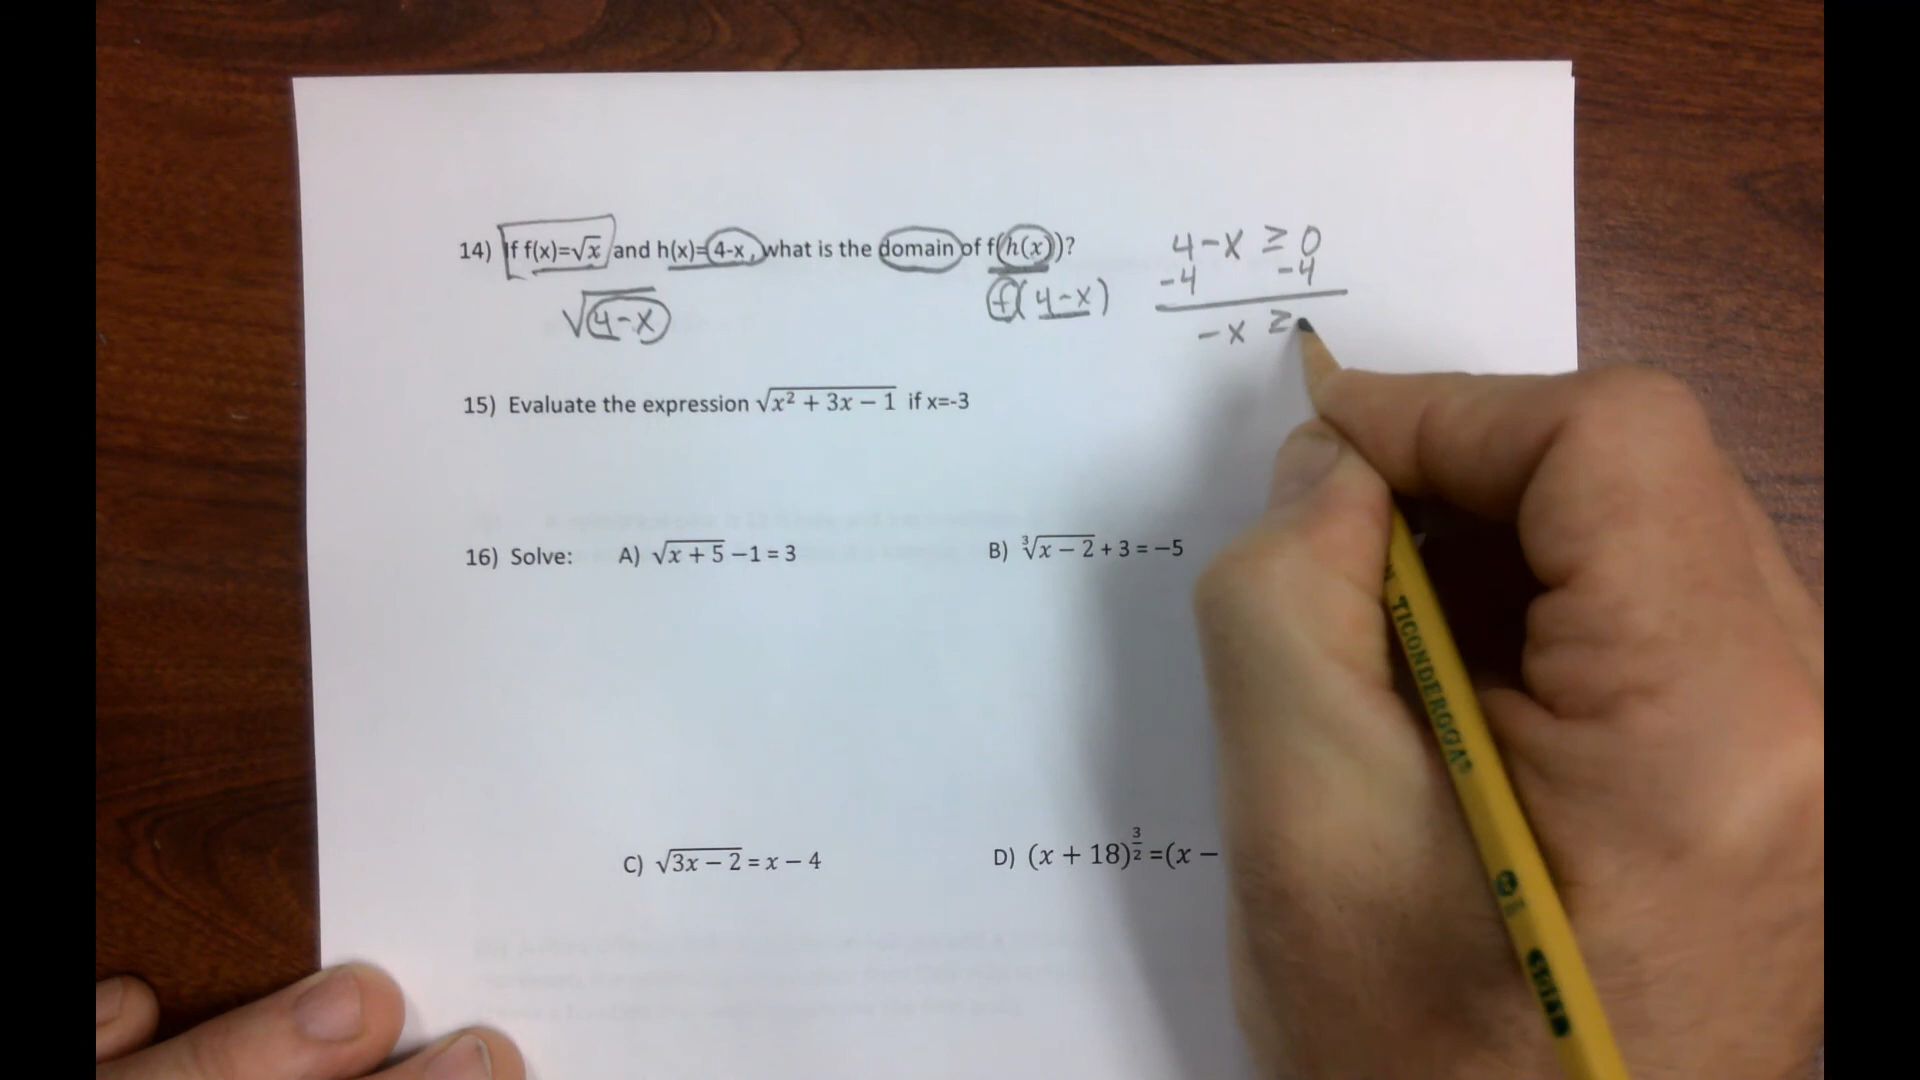 14) If f(x)=√x and h(x)=4-x, what is the domain of f(h(x))?
√4-x
f(4-x)
4-x ≥ 0
-4 -4
-x ≥
15) Evaluate the expression √x² + 3x − 1 if x=-3
16) Solve: A) √x + 5 −1 = 3 B) ∛x − 2 + 3 = −5
C) √3x − 2 = x − 4 D) (x + 18)^3/2 =(x −
TICONDEROGA®